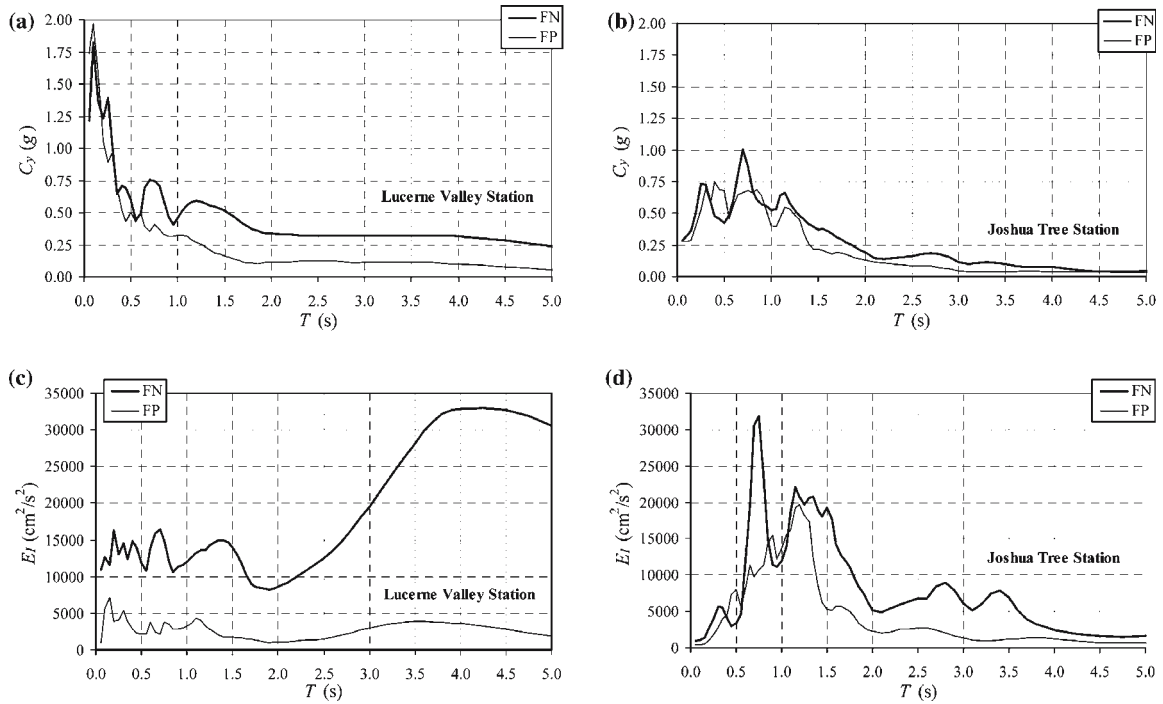 (a)
FN
FP
2.00
1.75
1.50
1.25
1.00
0.75
0.50
0.25
0.00
Cy (g)
Lucerne Valley Station
0.0 0.5 1.0 1.5 2.0 2.5 3.0 3.5 4.0 4.5 5.0
T (s)
(b)
FN
FP
2.00
1.75
1.50
1.25
1.00
0.75
0.50
0.25
0.00
Cy (g)
Joshua Tree Station
0.0 0.5 1.0 1.5 2.0 2.5 3.0 3.5 4.0 4.5 5.0
T (s)
(c)
FN
FP
35000
30000
25000
20000
15000
10000
5000
0
EI (cm²/s²)
Lucerne Valley Station
0.0 0.5 1.0 1.5 2.0 2.5 3.0 3.5 4.0 4.5 5.0
T (s)
(d)
FN
FP
35000
30000
25000
20000
15000
10000
5000
0
EI (cm²/s²)
Joshua Tree Station
0.0 0.5 1.0 1.5 2.0 2.5 3.0 3.5 4.0 4.5 5.0
T (s)